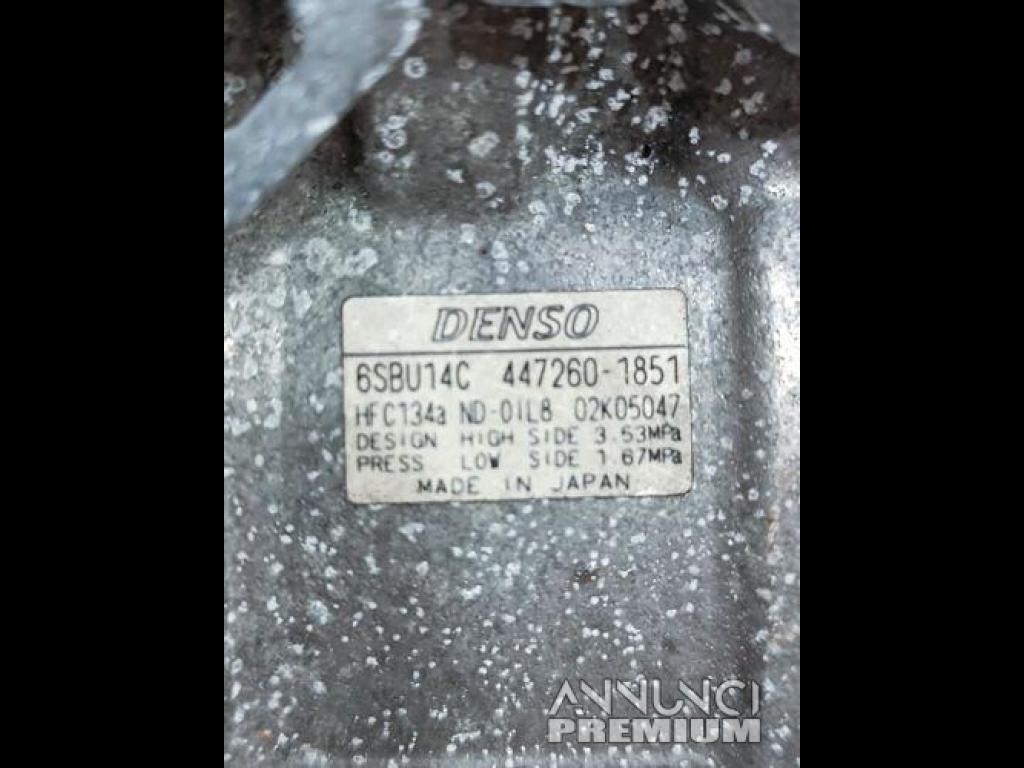 DENSO
6SBU14C 447260-1851
HFC134a ND-OIL8 02K05047
DESIGN HIGH SIDE 3.53MPa
PRESS LOW SIDE 1.67MPa
MADE IN JAPAN
ANNUNCI
PREMIUM